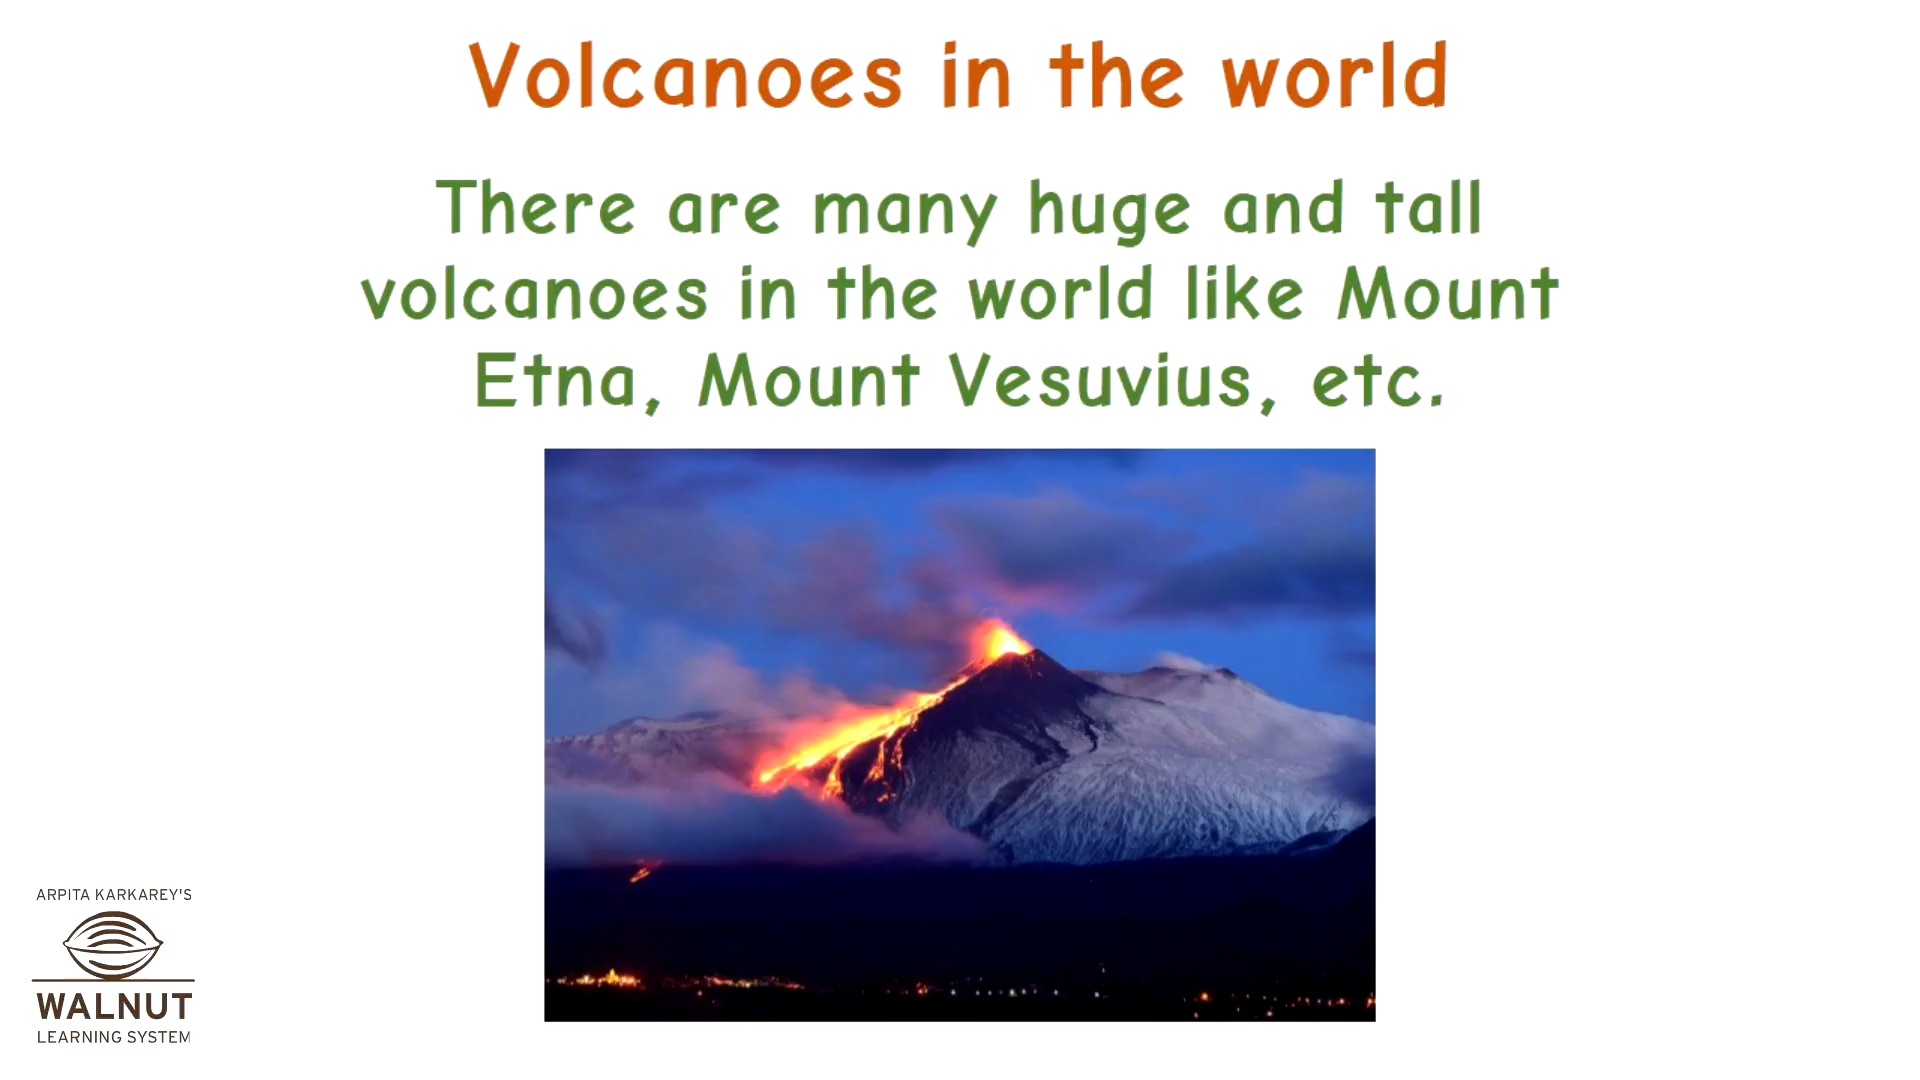 Volcanoes in the world
There are many huge and tall
volcanoes in the world like Mount
Etna, Mount Vesuvius, etc.
ARPITA KARKAREY'S
WALNUT
LEARNING SYSTEM